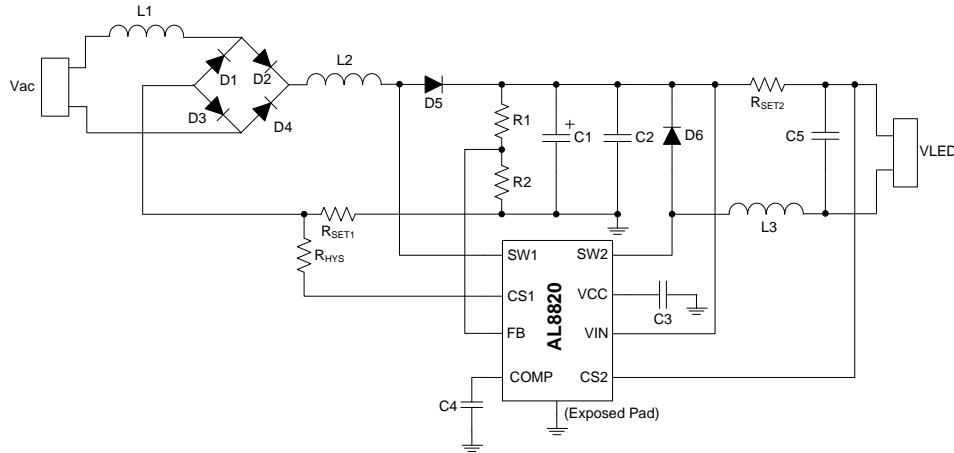 L1
Vac
D1
D2
D3
D4
L2
D5
R1
R2
C1
+
C2
D6
RSET2
C5
VLED
L3
RSET1
RHYS
SW1
SW2
CS1
VCC
C3
AL8820
FB
VIN
COMP
CS2
C4
(Exposed Pad)